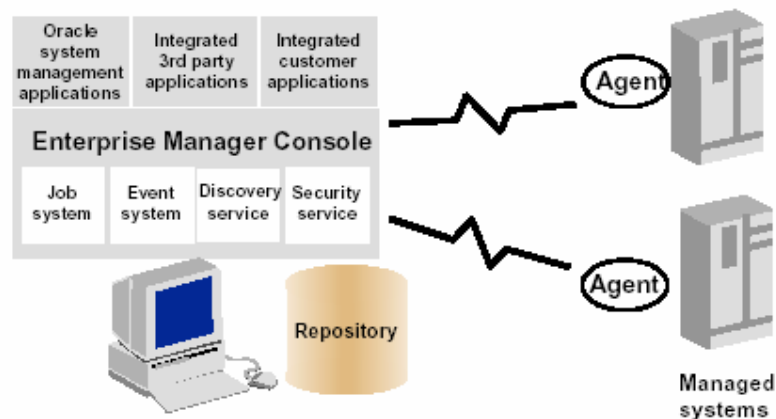 Oracle
system
management
applications
Integrated
3rd party
applications
Integrated
customer
applications
Enterprise Manager Console
Job
system
Event
system
Discovery
service
Security
service
Repository
Agent
Agent
Managed
systems